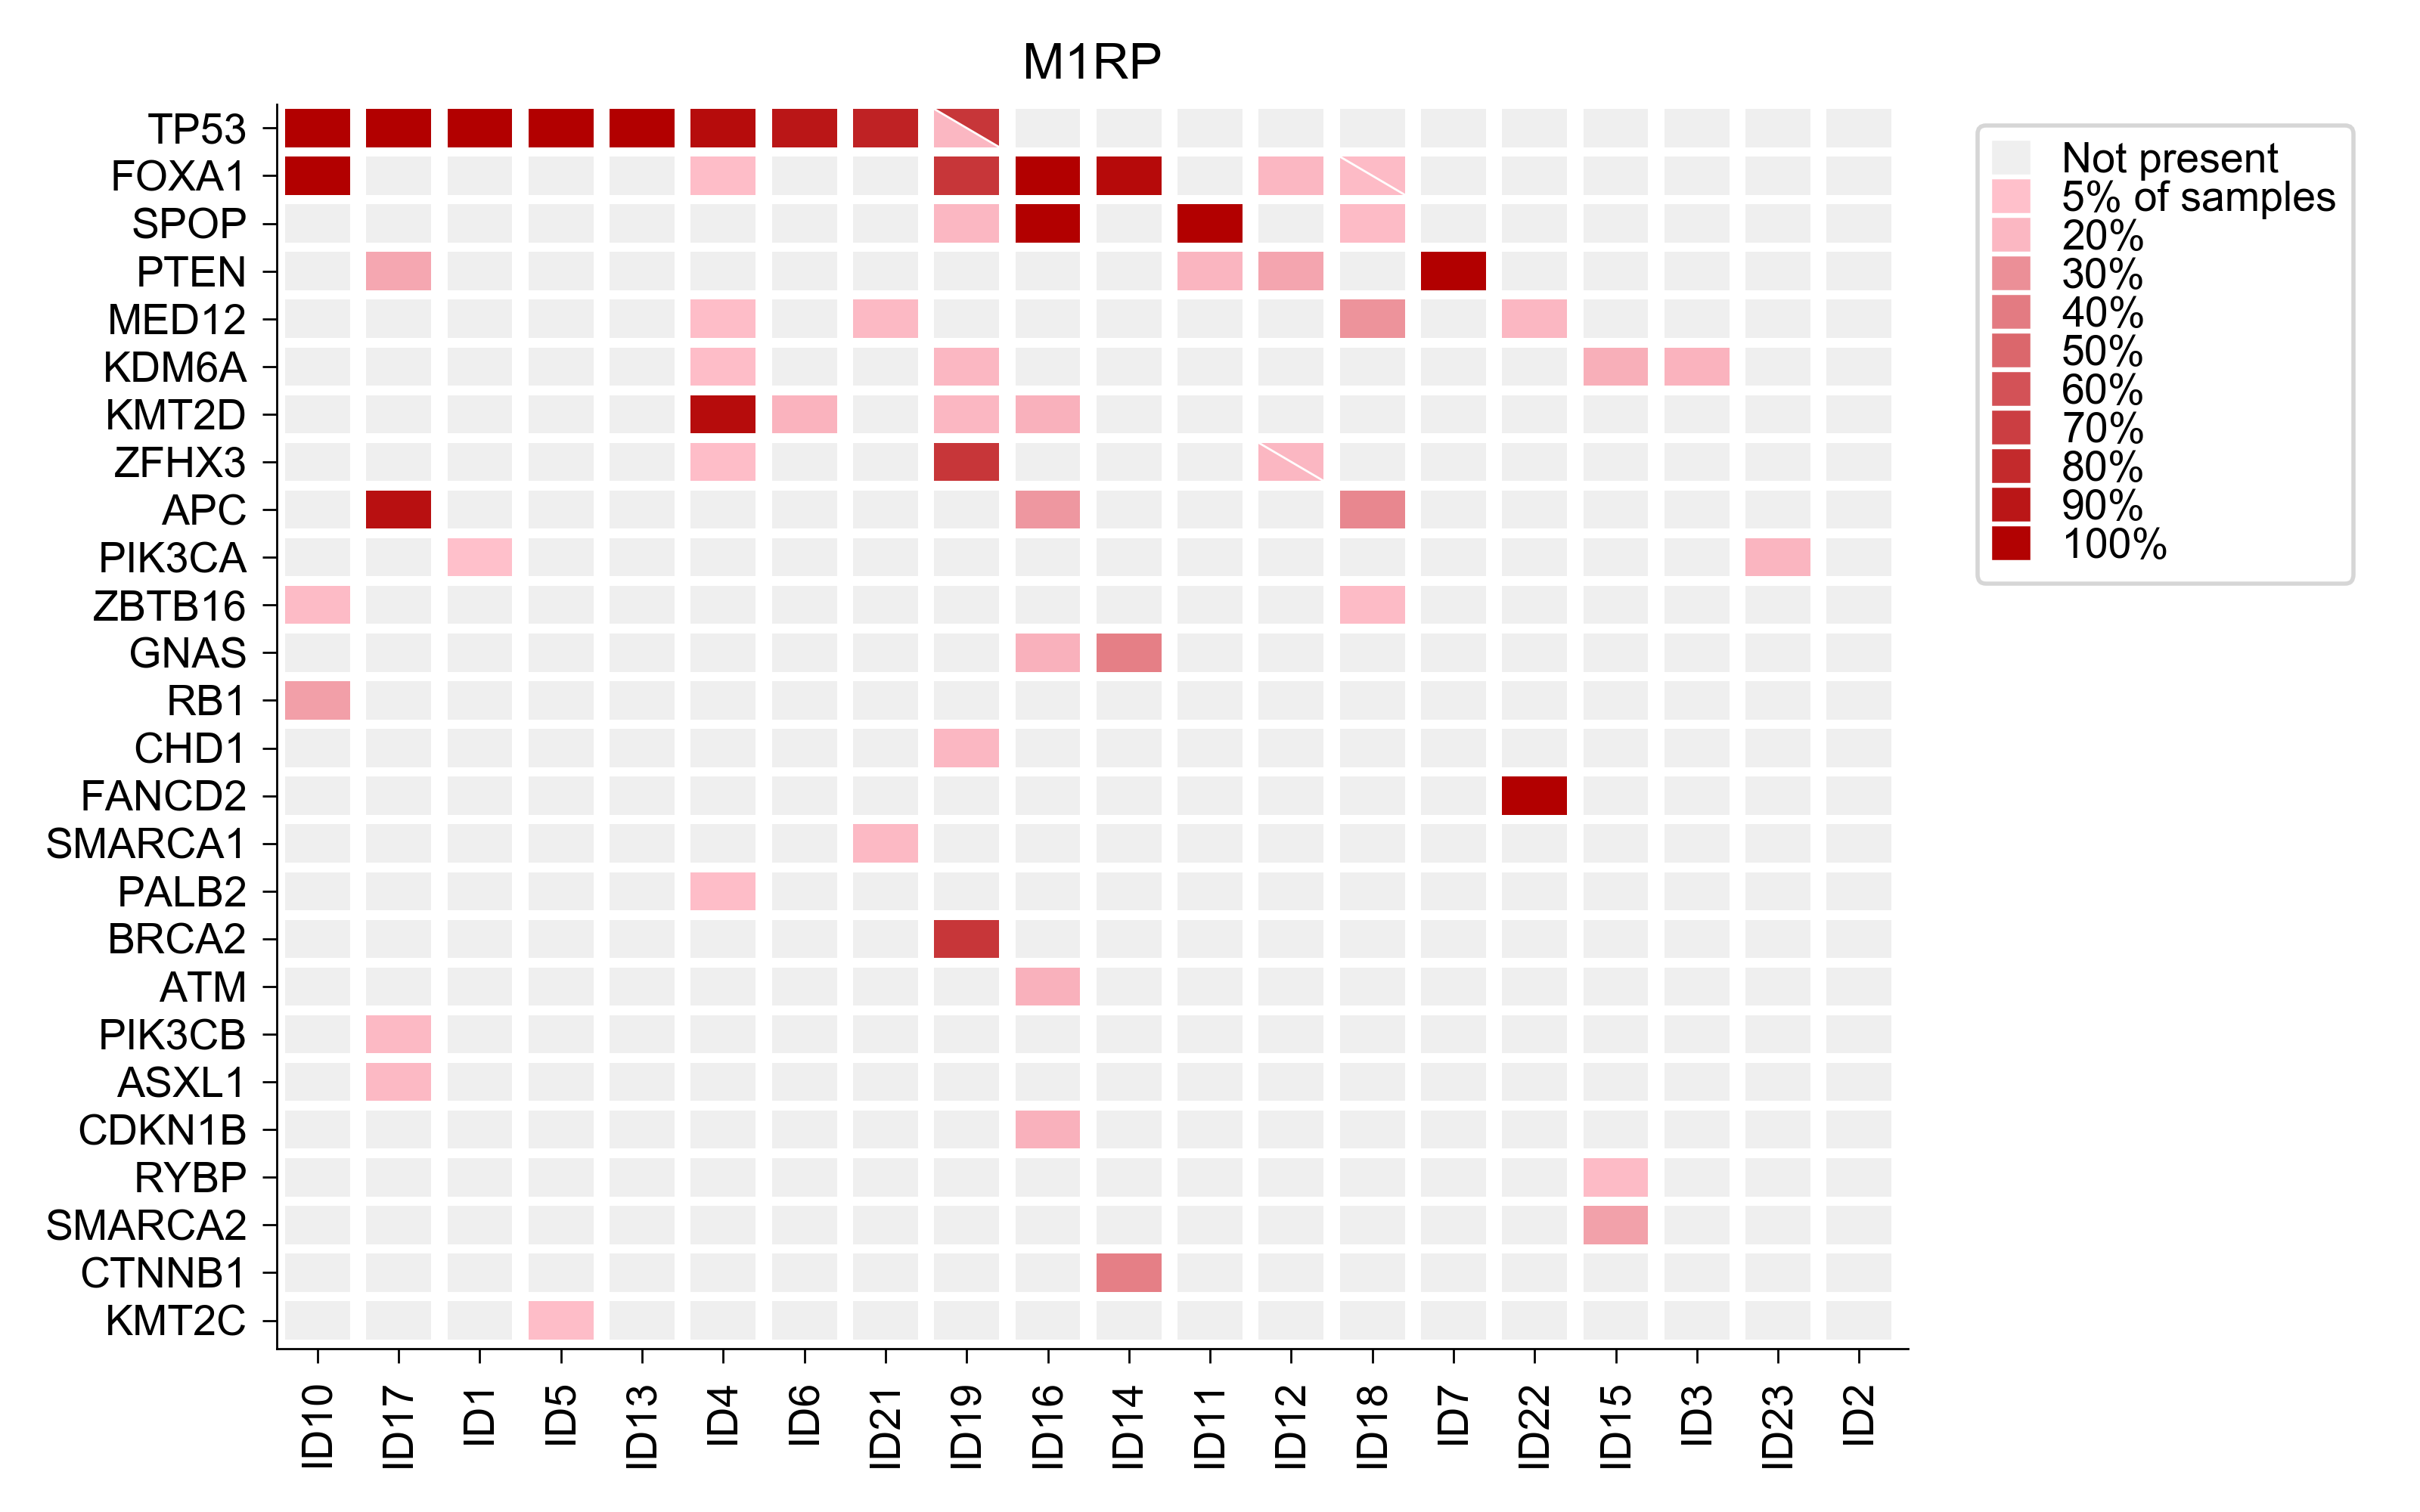 M1RP
TP53
FOXA1
SPOP
PTEN
MED12
KDM6A
KMT2D
ZFHX3
APC
PIK3CA
ZBTB16
GNAS
RB1
CHD1
FANCD2
SMARCA1
PALB2
BRCA2
ATM
PIK3CB
ASXL1
CDKN1B
RYBP
SMARCA2
CTNNB1
KMT2C
ID10
ID17
ID1
ID5
ID13
ID4
ID6
ID21
ID19
ID16
ID14
ID11
ID12
ID18
ID7
ID22
ID15
ID3
ID23
ID2
Not present
5% of samples
20%
30%
40%
50%
60%
70%
80%
90%
100%